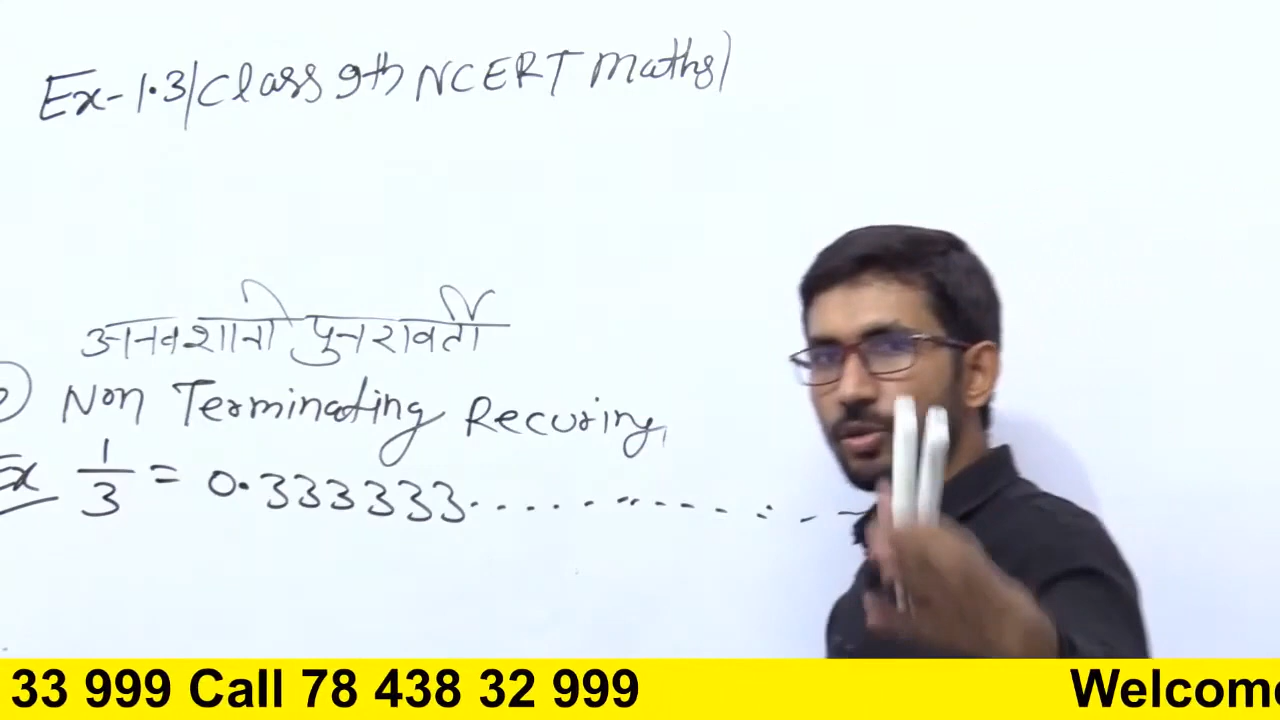 Ex-1.3/Class 9th NCERT Maths)
अनवशानी पुनरावर्ती
Non Terminating Recuring,
Ex 1/3 = 0.333333...............
33 999 Call 78 438 32 999 Welcome